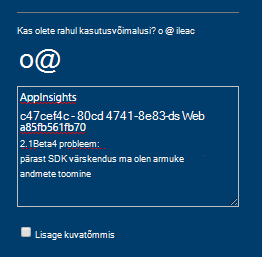 Kas olete rahul kasutusvõimalusi? o @ ileac
o@
AppInsights
c47cef4c - 80cd 4741-8e83-ds Web
a85fb561fb70
2.1Beta4 probleem:
pärast SDK värskendus ma olen armuke
andmete toomine
Lisage kuvatõmmis